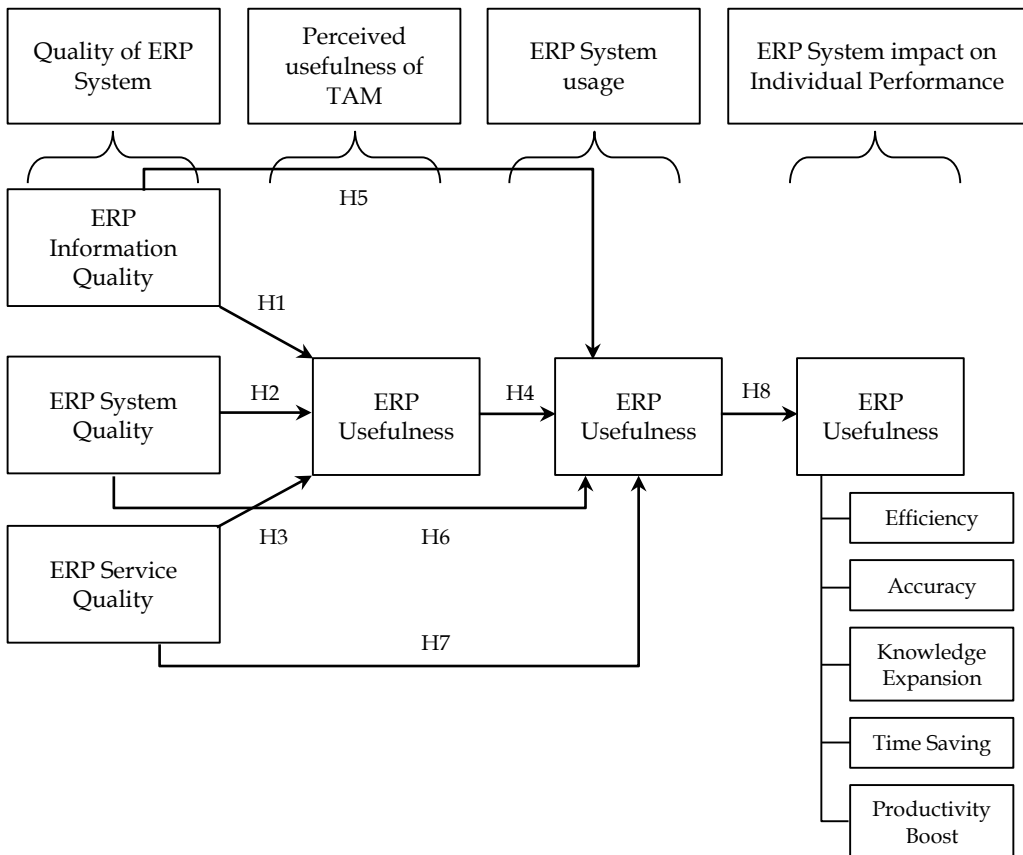 Quality of ERP
System
Perceived
usefulness of
TAM
ERP System
usage
ERP System impact on
Individual Performance
H5
ERP
Information
Quality
H1
ERP System
Quality
H2
ERP
Usefulness
H4
ERP
Usefulness
H8
ERP
Usefulness
H3
H6
ERP Service
Quality
H7
Efficiency
Accuracy
Knowledge
Expansion
Time Saving
Productivity
Boost